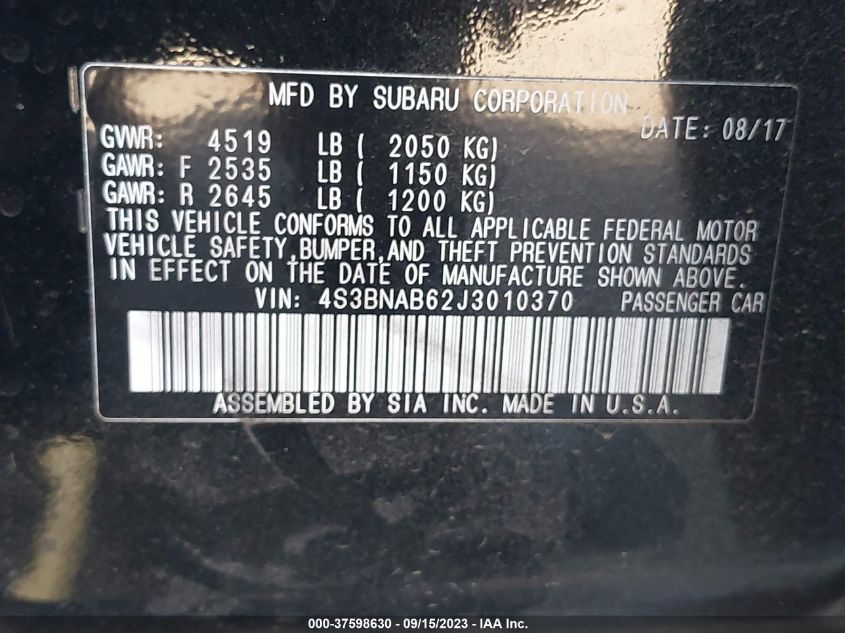 MFD BY SUBARU CORPORATION
DATE: 08/17
GVWR: 4519 LB ( 2050 KG)
GAWR: F 2535 LB ( 1150 KG)
GAWR: R 2645 LB ( 1200 KG)
THIS VEHICLE CONFORMS TO ALL APPLICABLE FEDERAL MOTOR
VEHICLE SAFETY,BUMPER,AND THEFT PREVENTION STANDARDS
IN EFFECT ON THE DATE OF MANUFACTURE SHOWN ABOVE.
VIN: 4S3BNAB62J3010370 PASSENGER CAR
ASSEMBLED BY SIA INC. MADE IN U.S.A.
000-37598630 - 09/15/2023 - IAA Inc.